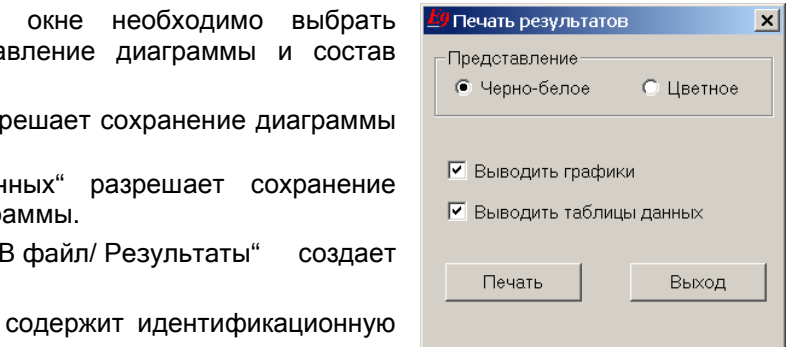 окне необходимо выбрать
авление диаграммы и состав
решает сохранение диаграммы
нных“ разрешает сохранение
раммы.
В файл/ Результаты“ создает
содержит идентификационную
Eg Печать результатов
Представление
Черно-белое Цветное
Выводить графики
Выводить таблицы данных
Печать Выход